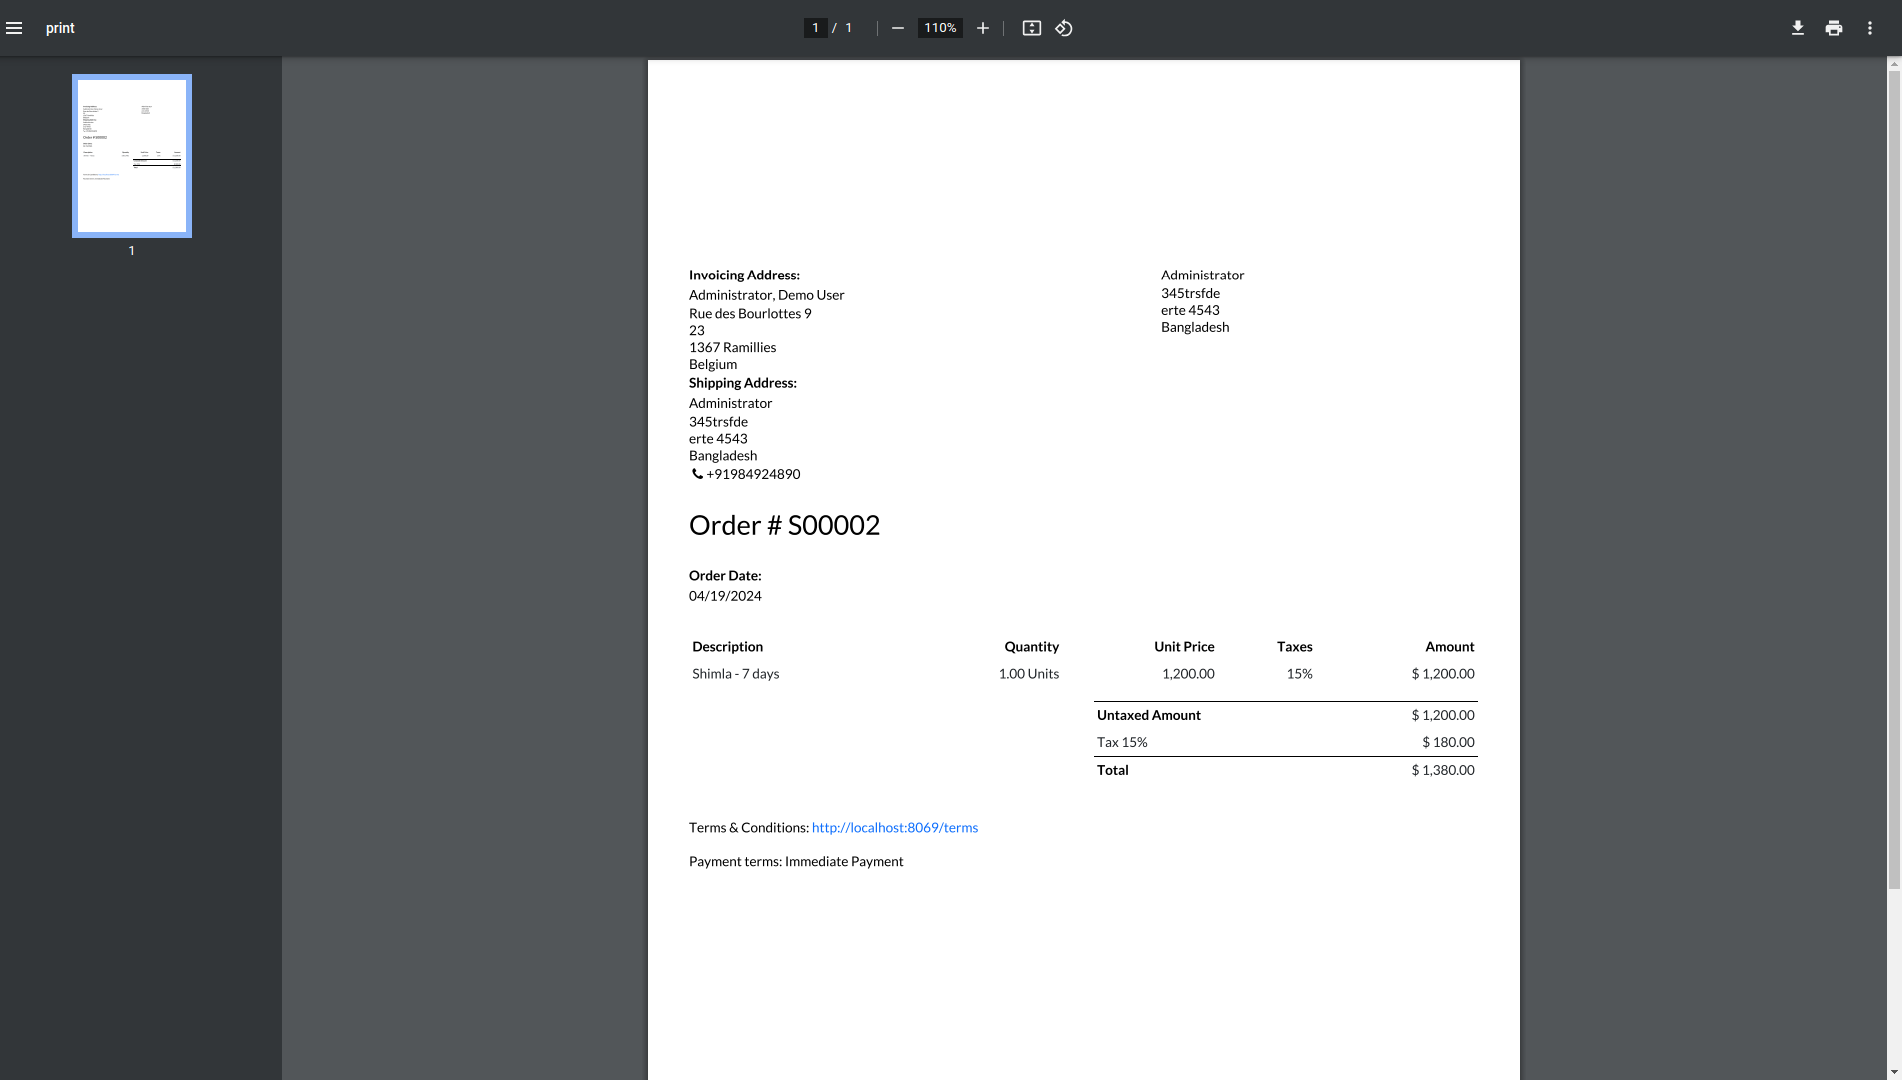 print
1 / 1
110%
1
Invoicing Address:
Administrator, Demo User
Rue des Bourlottes 9
23
1367 Ramillies
Belgium
Shipping Address:
Administrator
345trsfde
erte 4543
Bangladesh
+91984924890
Administrator
345trsfde
erte 4543
Bangladesh
Order # S00002
Order Date:
04/19/2024
Description Quantity Unit Price Taxes Amount
Shimla - 7 days 1.00 Units 1,200.00 15% $ 1,200.00
Untaxed Amount $ 1,200.00
Tax 15% $ 180.00
Total $ 1,380.00
Terms & Conditions: http://localhost:8069/terms
Payment terms: Immediate Payment